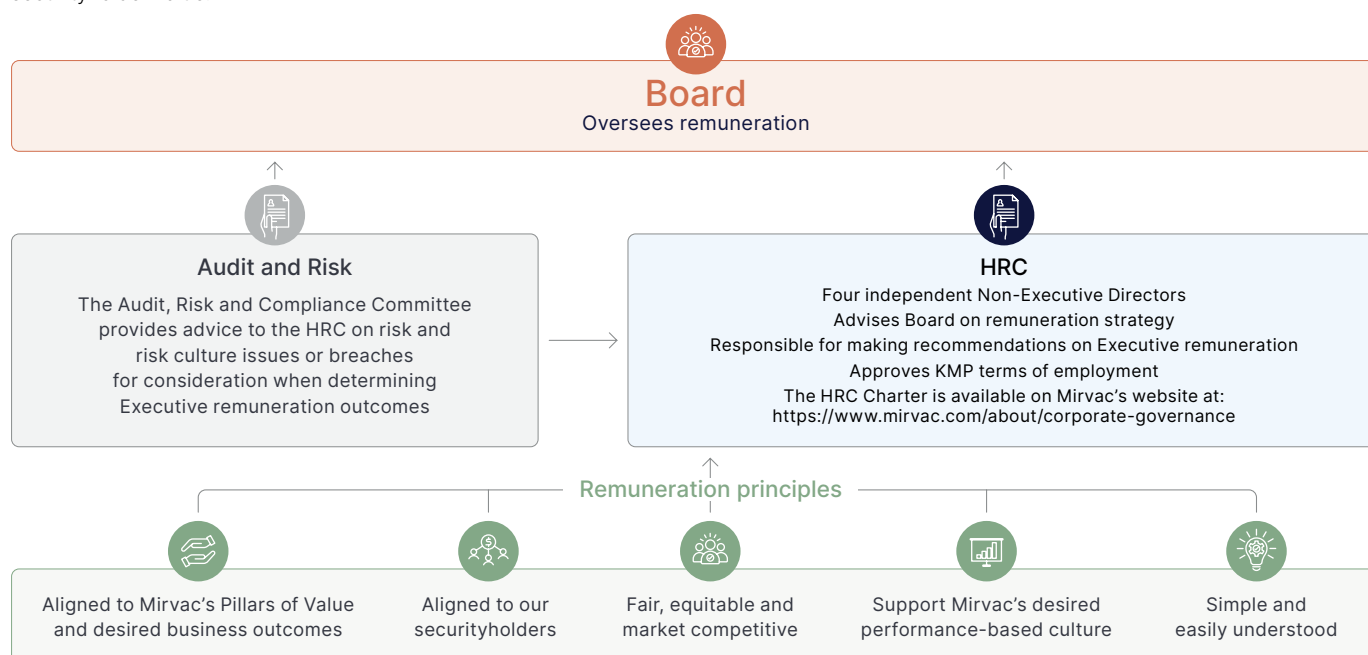 Board
Oversees remuneration
Audit and Risk
The Audit, Risk and Compliance Committee
provides advice to the HRC on risk and
risk culture issues or breaches
for consideration when determining
Executive remuneration outcomes
HRC
Four independent Non-Executive Directors
Advises Board on remuneration strategy
Responsible for making recommendations on Executive remuneration
Approves KMP terms of employment
The HRC Charter is available on Mirvac’s website at:
https://www.mirvac.com/about/corporate-governance
Remuneration principles
Aligned to Mirvac’s Pillars of Value
and desired business outcomes
Aligned to our
securityholders
Fair, equitable and
market competitive
Support Mirvac’s desired
performance-based culture
Simple and
easily understood